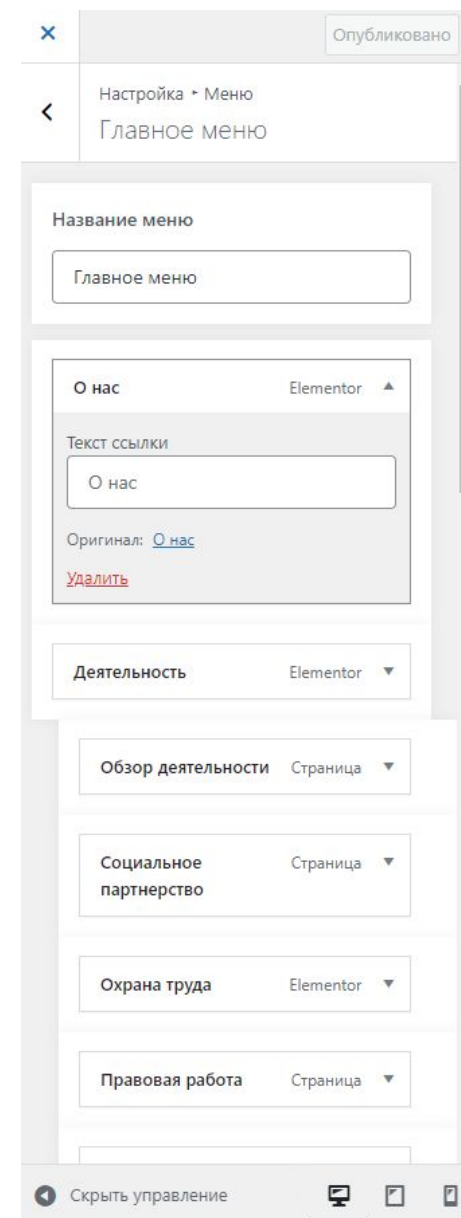 Опубликовано
Настройка ‣ Меню
Главное меню
Название меню
Главное меню
О нас Elementor
Текст ссылки
О нас
Оригинал: О нас
Удалить
Деятельность Elementor
Обзор деятельности Страница
Социальное Страница
партнерство
Охрана труда Elementor
Правовая работа Страница
Скрыть управление